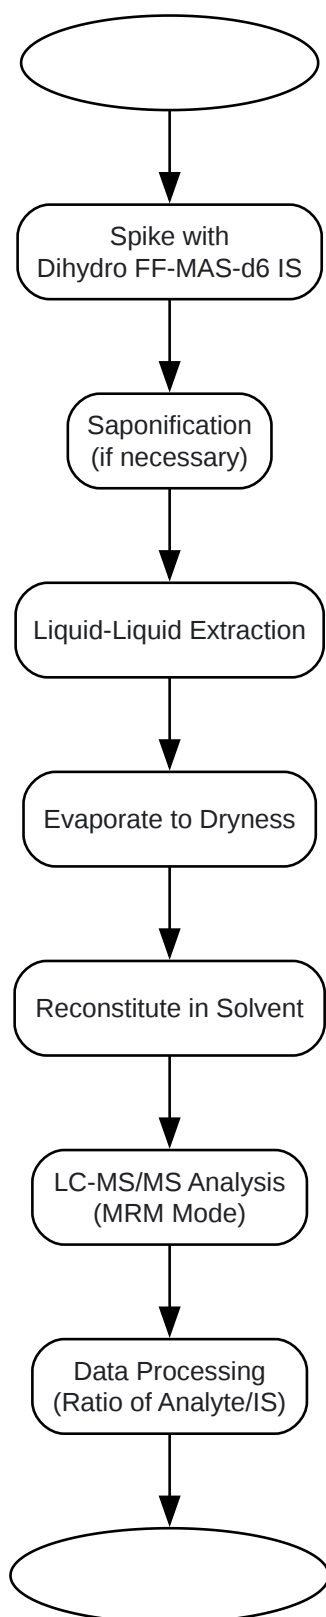 Spike with
Dihydro FF-MAS-d6 IS
Saponification
(if necessary)
Liquid-Liquid Extraction
Evaporate to Dryness
Reconstitute in Solvent
LC-MS/MS Analysis
(MRM Mode)
Data Processing
(Ratio of Analyte/IS)